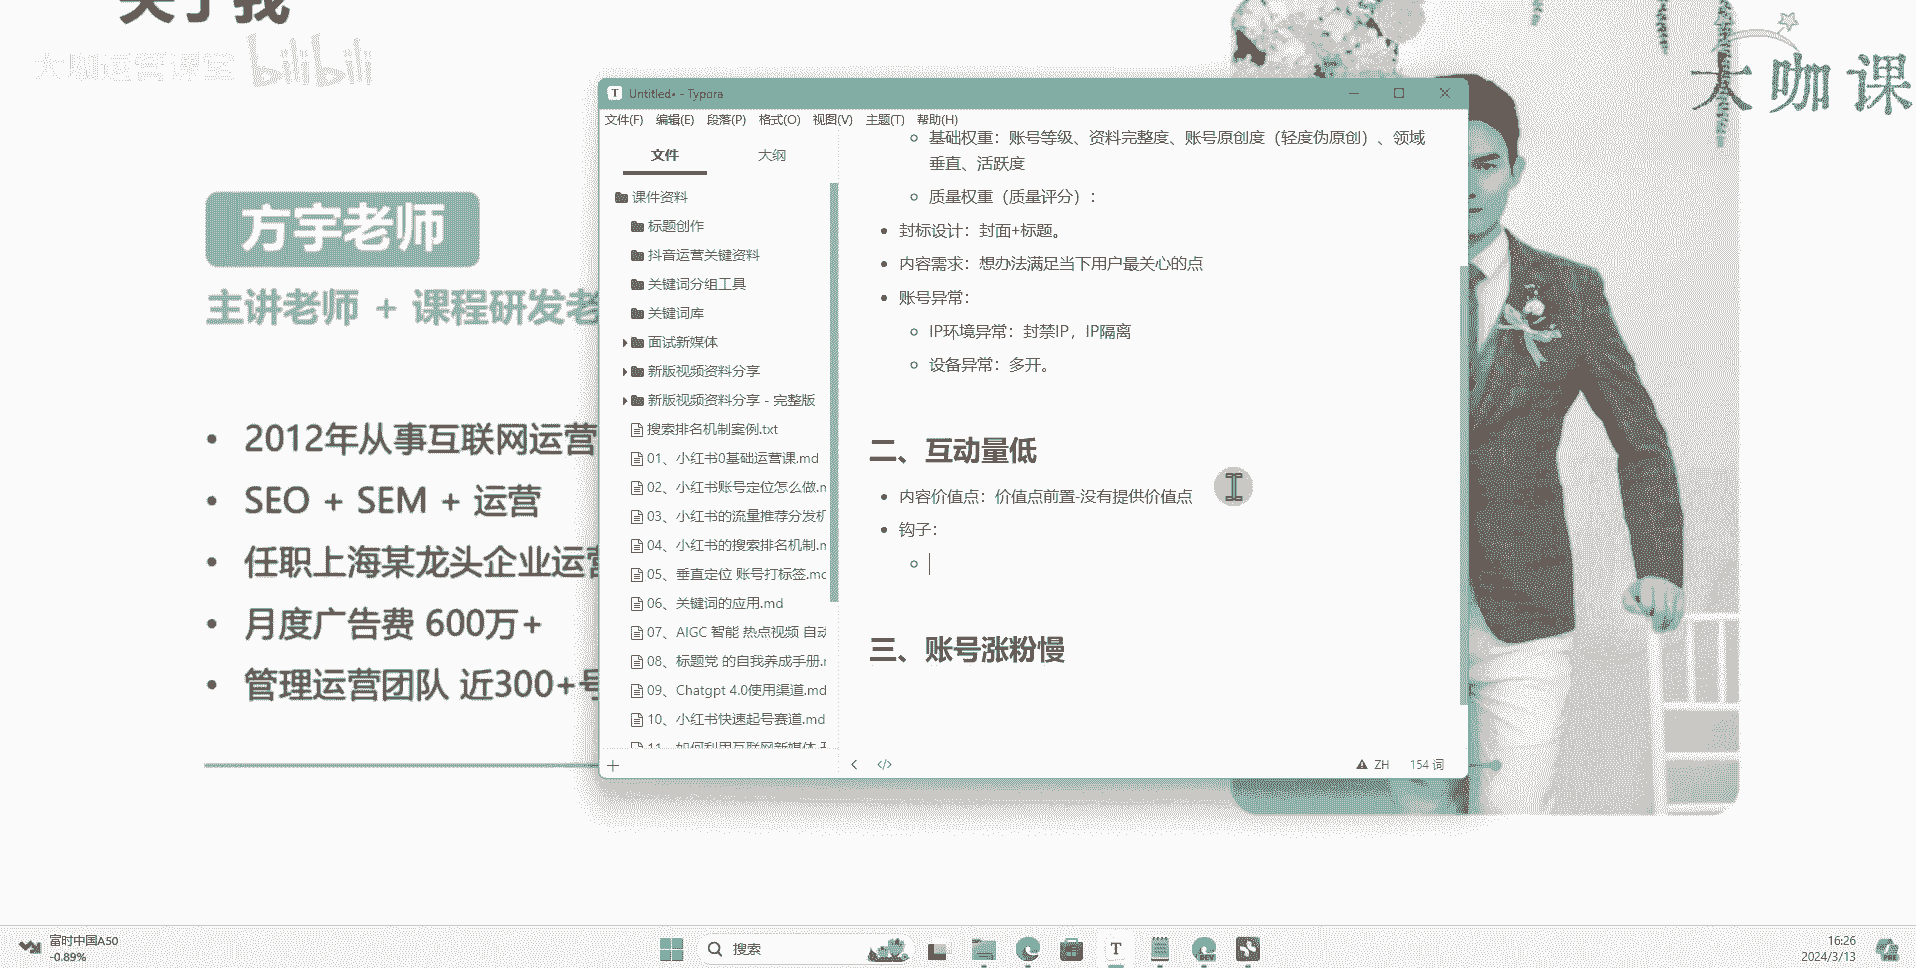 关于我
大咖运营课堂 bilibili
大咖课
方宇老师
主讲老师 + 课程研发老
• 2012年从事互联网运营
• SEO + SEM + 运营
• 任职上海某龙头企业运营
• 月度广告费 600万+
• 管理运营团队 近300+号
Untitled• - Typora
文件(F) 编辑(E) 段落(P) 格式(O) 视图(V) 主题(T) 帮助(H)
文件 大纲
课件资料
标题创作
抖音运营关键资料
关键词分组工具
关键词库
面试新媒体
新版视频资料分享
新版视频资料分享 - 完整版
搜索排名机制案例.txt
01、小红书0基础运营课.md
02、小红书账号定位怎么做.m
03、小红书的流量推荐分发机
04、小红书的搜索排名机制.m
05、垂直定位 账号打标签.md
06、关键词的应用.md
07、AIGC 智能 热点视频 自动
08、标题党 的自我养成手册.m
09、Chatgpt 4.0使用渠道.md
10、小红书快速起号赛道.md
11、如何利用互联网新媒体
基础权重：账号等级、资料完整度、账号原创度（轻度伪原创）、领域
垂直、活跃度
质量权重（质量评分）：
封标设计：封面+标题。
内容需求：想办法满足当下用户最关心的点
账号异常：
IP环境异常：封禁IP，IP隔离
设备异常：多开。
二、互动量低
内容价值点：价值点前置-没有提供价值点
钩子：
三、账号涨粉慢
ZH 154 词
富时中国A50
-0.89%
搜索
T
DEV
PRE
16:26
2024/3/13